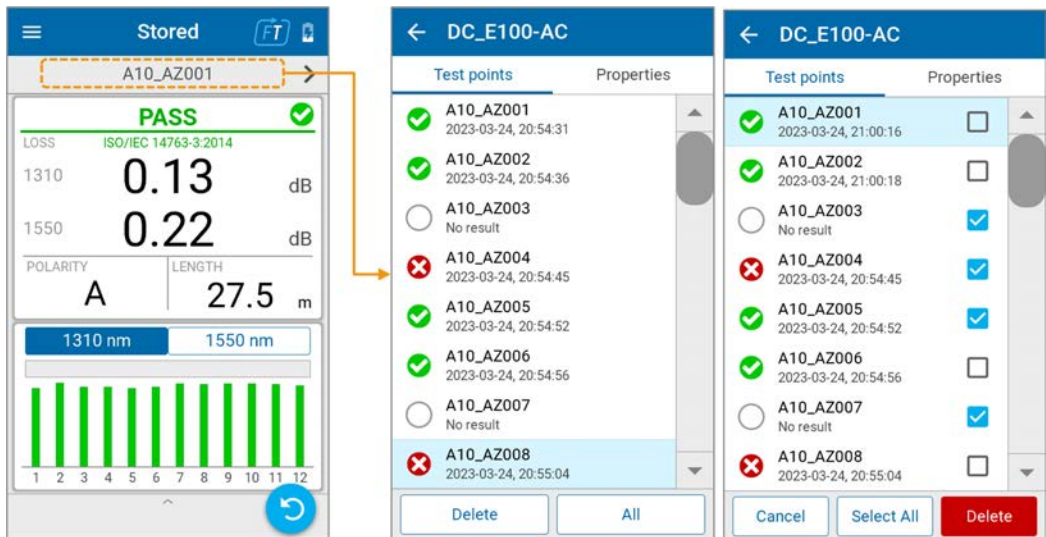 Stored
FT
A10_AZ001
PASS
LOSS
ISO/IEC 14763-3:2014
1310
0.13
dB
1550
0.22
dB
POLARITY
LENGTH
A
27.5 m
1310 nm
1550 nm
1 2 3 4 5 6 7 8 9 10 11 12
DC_E100-AC
Test points
Properties
A10_AZ001
2023-03-24, 20:54:31
A10_AZ002
2023-03-24, 20:54:36
A10_AZ003
No result
A10_AZ004
2023-03-24, 20:54:45
A10_AZ005
2023-03-24, 20:54:52
A10_AZ006
2023-03-24, 20:54:56
A10_AZ007
No result
A10_AZ008
2023-03-24, 20:55:04
Delete
All
DC_E100-AC
Test points
Properties
A10_AZ001
2023-03-24, 21:00:16
A10_AZ002
2023-03-24, 21:00:18
A10_AZ003
No result
A10_AZ004
2023-03-24, 20:54:45
A10_AZ005
2023-03-24, 20:54:52
A10_AZ006
2023-03-24, 20:54:56
A10_AZ007
No result
A10_AZ008
2023-03-24, 20:55:04
Cancel
Select All
Delete